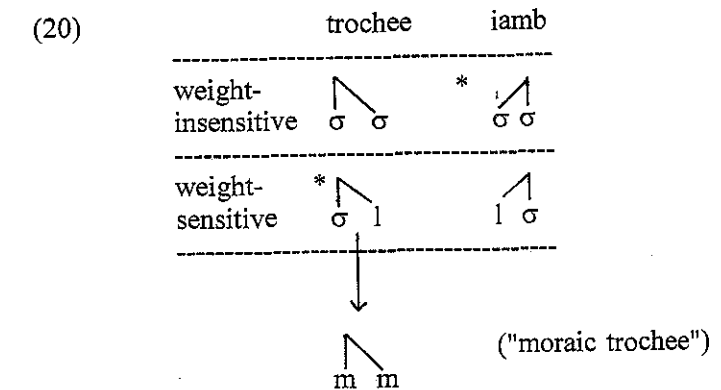 (20) trochee iamb
weight-
insensitive σ σ * σ σ
weight- *
sensitive σ l l σ
("moraic trochee")
m m